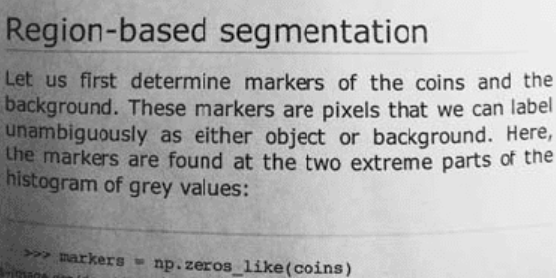 Region-based segmentation
Let us first determine markers of the coins and the
background. These markers are pixels that we can label
unambiguously as either object or background. Here,
the markers are found at the two extreme parts of the
histogram of grey values:
>>> markers = np.zeros_like(coins)